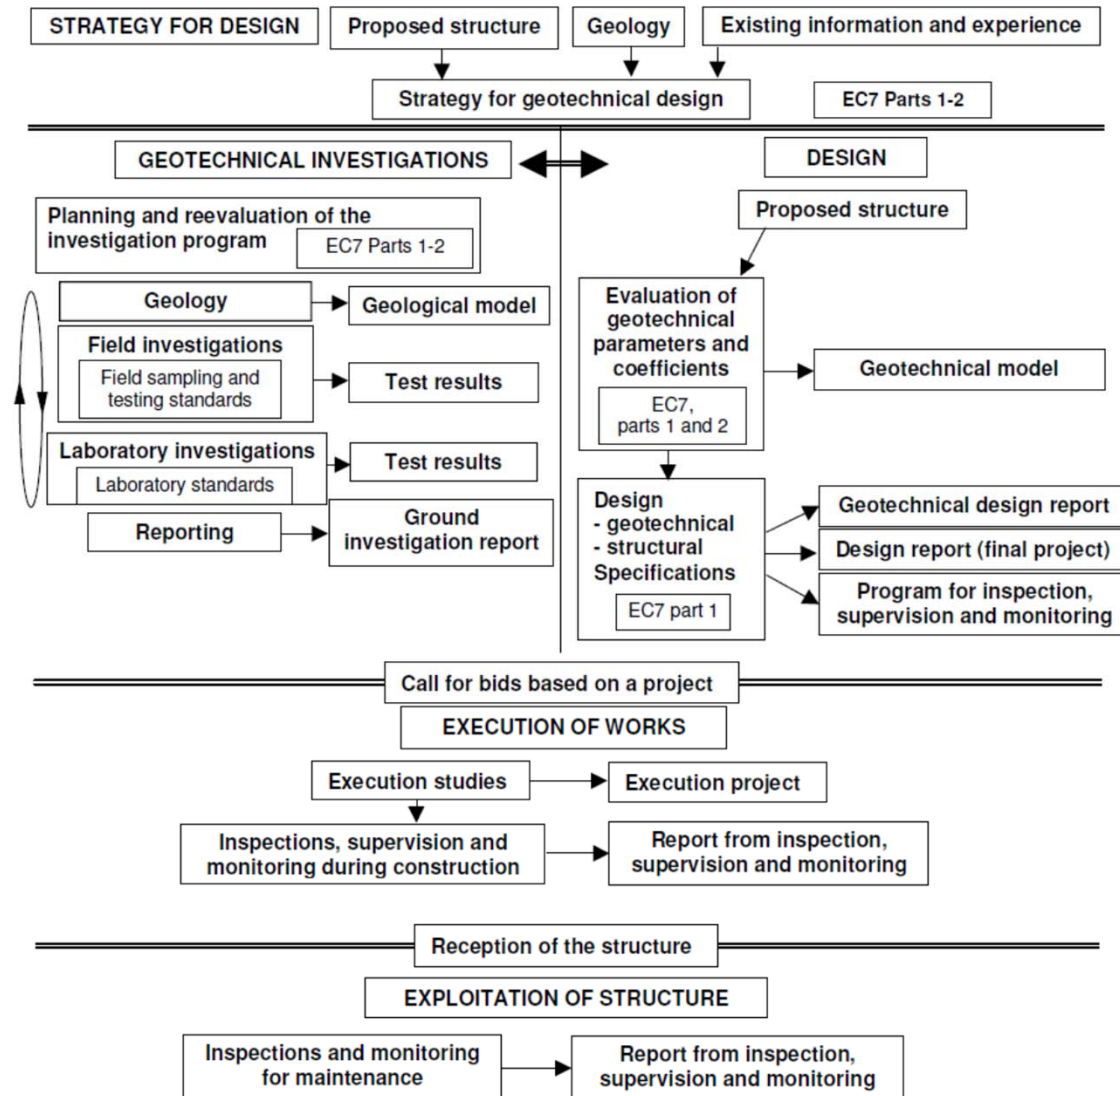 STRATEGY FOR DESIGN
Proposed structure
Geology
Existing information and experience
Strategy for geotechnical design
EC7 Parts 1-2
GEOTECHNICAL INVESTIGATIONS
DESIGN
Planning and reevaluation of the
investigation program
EC7 Parts 1-2
Geology
Geological model
Field investigations
Field sampling and
testing standards
Test results
Laboratory investigations
Laboratory standards
Test results
Reporting
Ground
investigation report
Proposed structure
Evaluation of
geotechnical
parameters and
coefficients
EC7,
parts 1 and 2
Geotechnical model
Design
- geotechnical
- structural
Specifications
EC7 part 1
Geotechnical design report
Design report (final project)
Program for inspection,
supervision and monitoring
Call for bids based on a project
EXECUTION OF WORKS
Execution studies
Execution project
Inspections, supervision and
monitoring during construction
Report from inspection,
supervision and monitoring
Reception of the structure
EXPLOITATION OF STRUCTURE
Inspections and monitoring
for maintenance
Report from inspection,
supervision and monitoring